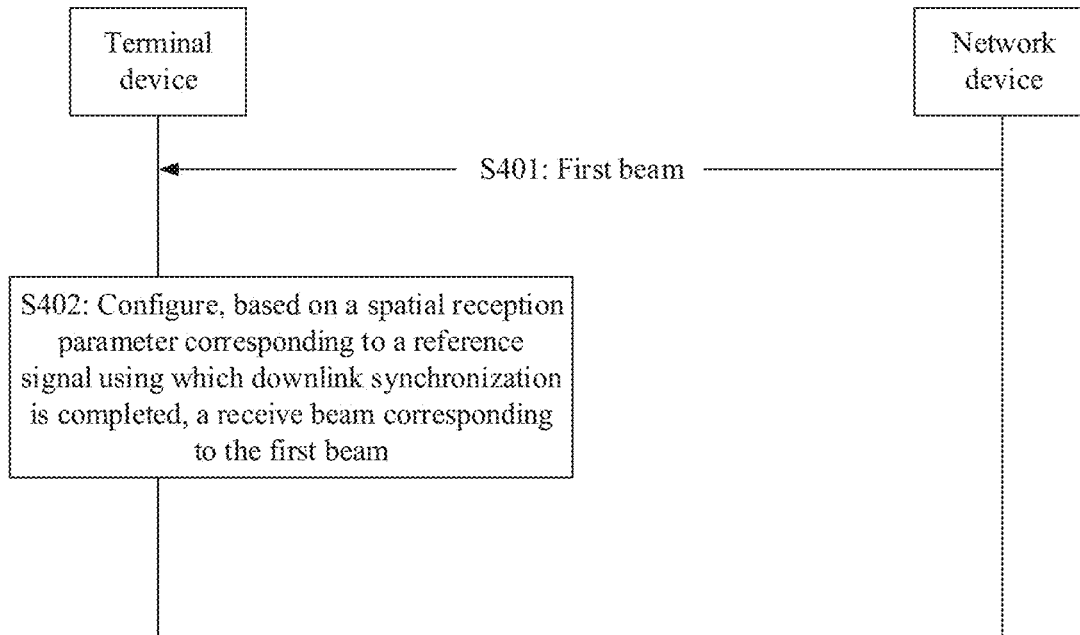 Terminal
device
Network
device
S401: First beam
S402: Configure, based on a spatial reception
parameter corresponding to a reference
signal using which downlink synchronization
is completed, a receive beam corresponding
to the first beam